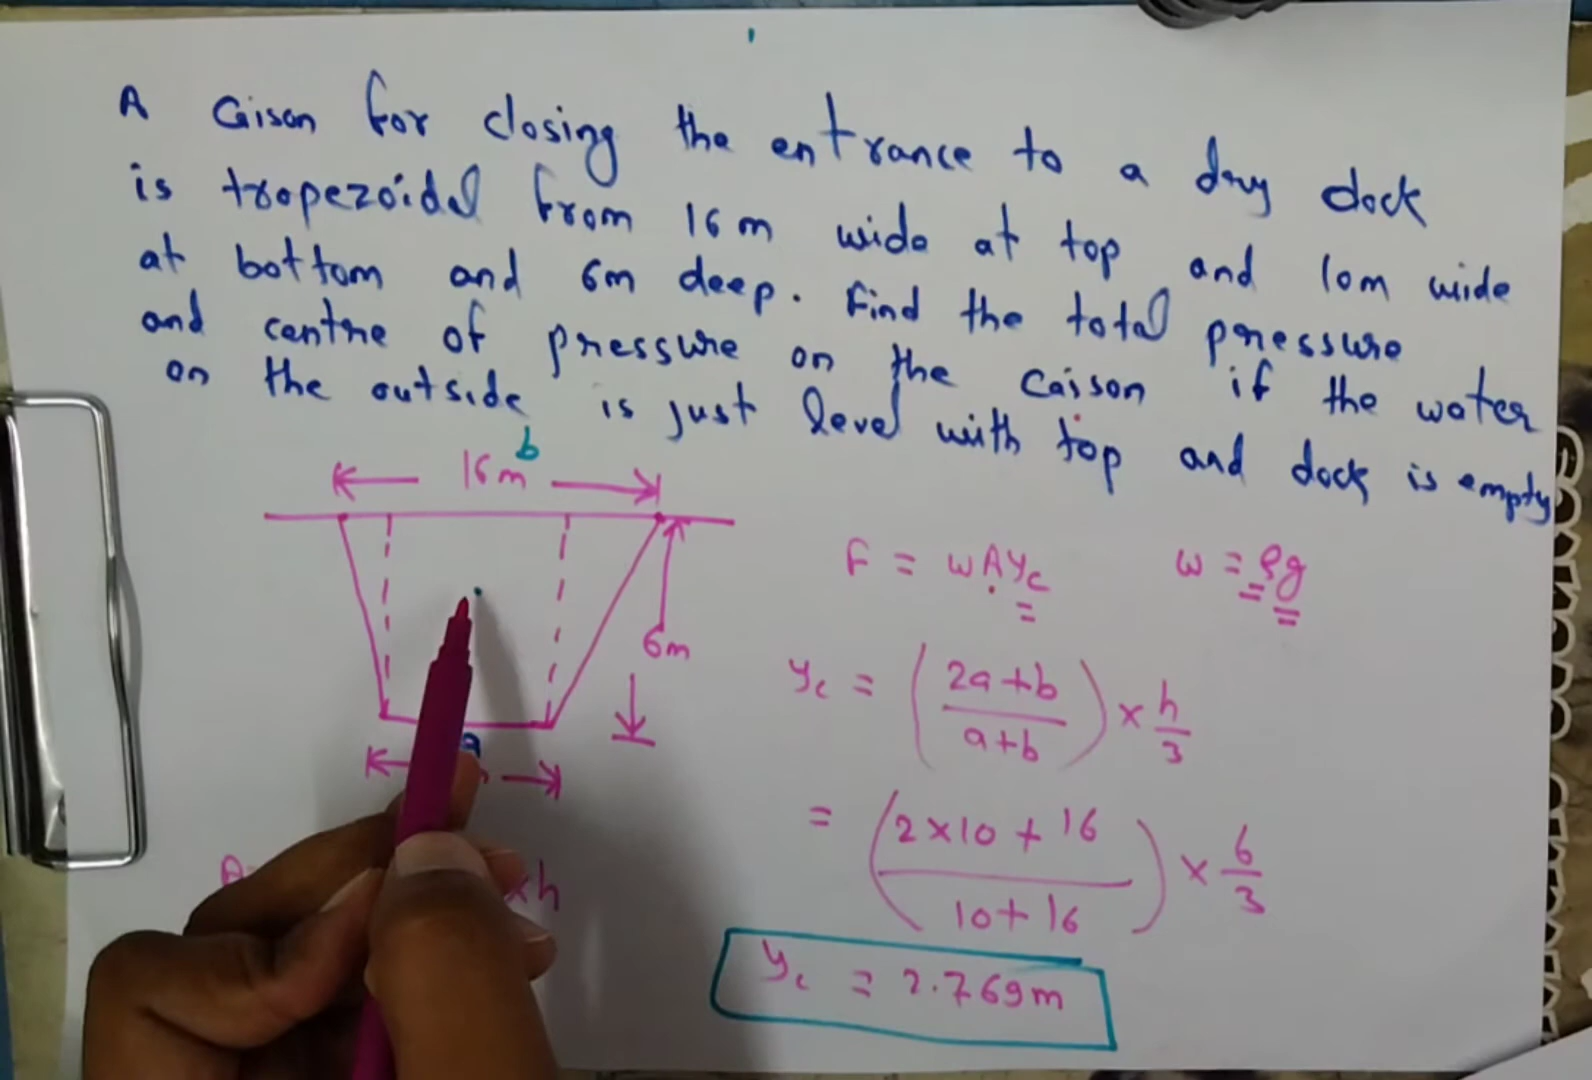 A Caison for closing the entrance to a dry dock
is tropezoidal from 16m wide at top and 10m wide
at bottom and 6m deep. Find the total pressure
and centre of pressure on the caison if the water
on the outside is just level with top and dock is empty
b
16m
6m
a
A=
×h
F = wAyc w = ρg
yc = (2a+b / a+b) × h/3
= (2×10 + 16 / 10+16) × 6/3
yc = 2.769m